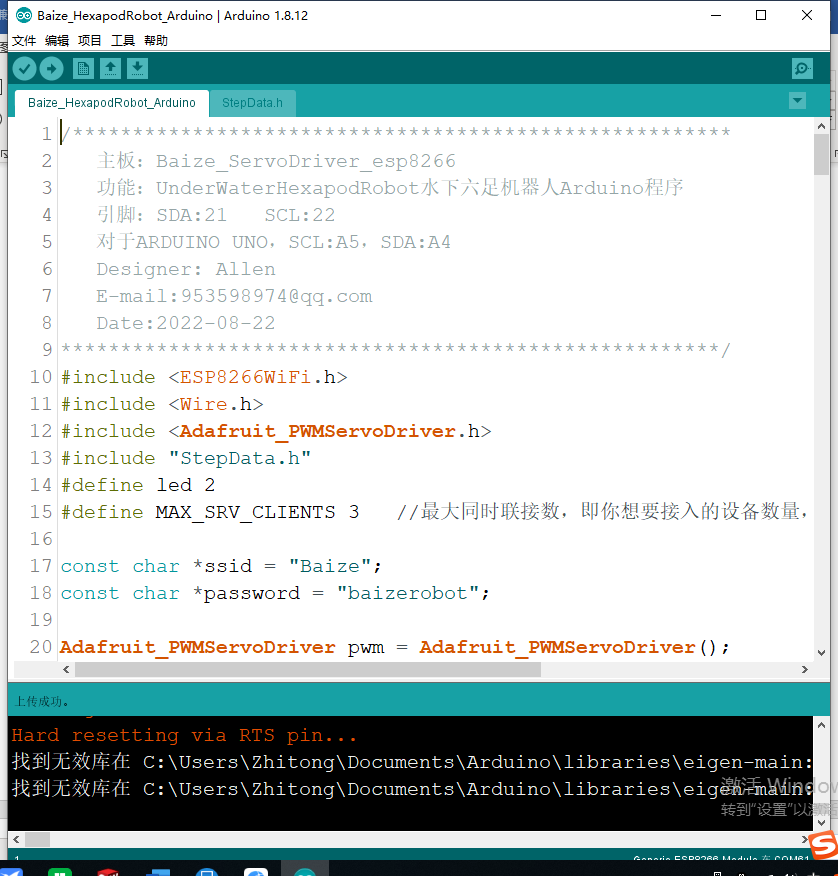 Baize_HexapodRobot_Arduino | Arduino 1.8.12
文件 编辑 项目 工具 帮助
Baize_HexapodRobot_Arduino StepData.h
1 /*******************************************************
2 主板：Baize_ServoDriver_esp8266
3 功能：UnderWaterHexapodRobot水下六足机器人Arduino程序
4 引脚：SDA:21 SCL:22
5 对于ARDUINO UNO，SCL:A5，SDA:A4
6 Designer: Allen
7 E-mail:953598974@qq.com
8 Date:2022-08-22
9 *******************************************************/
10 #include <ESP8266WiFi.h>
11 #include <Wire.h>
12 #include <Adafruit_PWMServoDriver.h>
13 #include "StepData.h"
14 #define led 2
15 #define MAX_SRV_CLIENTS 3 //最大同时联接数，即你想要接入的设备数量，
16
17 const char *ssid = "Baize";
18 const char *password = "baizerobot";
19
20 Adafruit_PWMServoDriver pwm = Adafruit_PWMServoDriver();
上传成功。
Hard resetting via RTS pin...
找到无效库在 C:\Users\Zhitong\Documents\Arduino\libraries\eigen-main:
找到无效库在 C:\Users\Zhitong\Documents\Arduino\libraries\eigen-main:
激活 Window
转到"设置"以激活
1 Generic ESP8266 Module 在 COM61